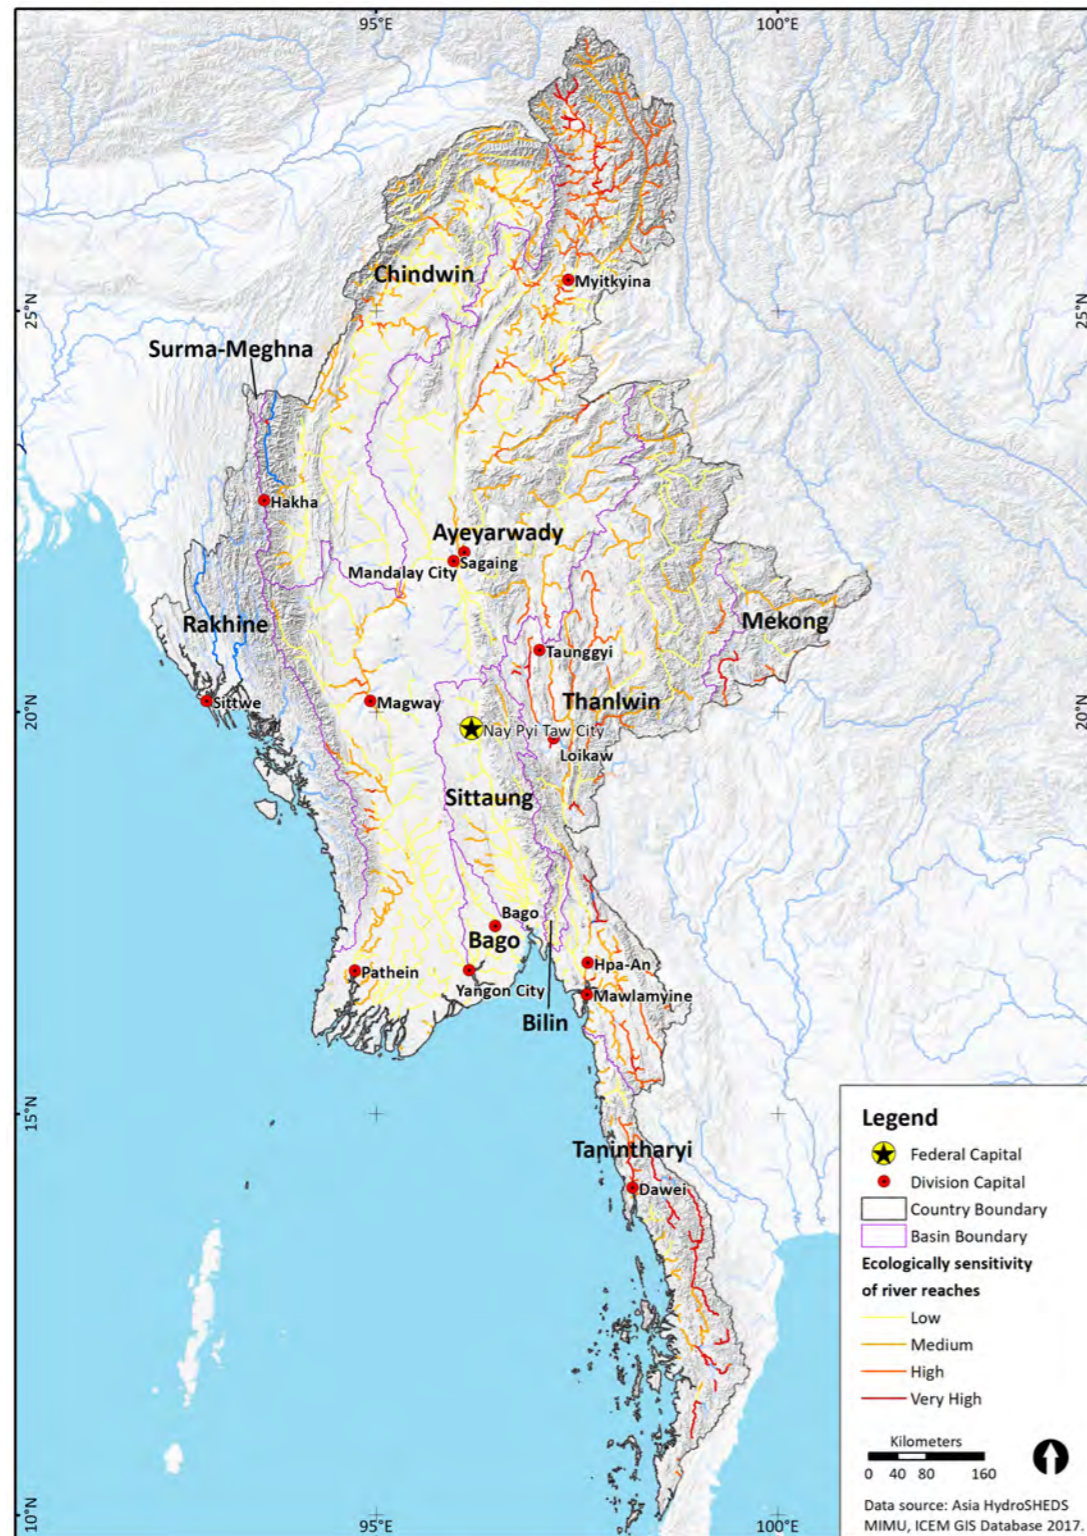 95°E
100°E
25°N
25°N
Chindwin
Myitkyina
Surma-Meghna
Hakha
Ayeyarwady
Sagaing
Mandalay City
Rakhine
Mekong
Taunggyi
Thanlwin
20°N
20°N
Sittwe
Magway
Nay Pyi Taw City
Loikaw
Sittaung
Bago
Bago
Pathein
Yangon City
Hpa-An
Mawlamyine
Bilin
15°N
Tanintharyi
Dawei
Legend
Federal Capital
Division Capital
Country Boundary
Basin Boundary
Ecologically sensitivity
of river reaches
Low
Medium
High
Very High
Kilometers
0 40 80 160
Data source: Asia HydroSHEDS
MIMU, ICEM GIS Database 2017
10°N
95°E
100°E